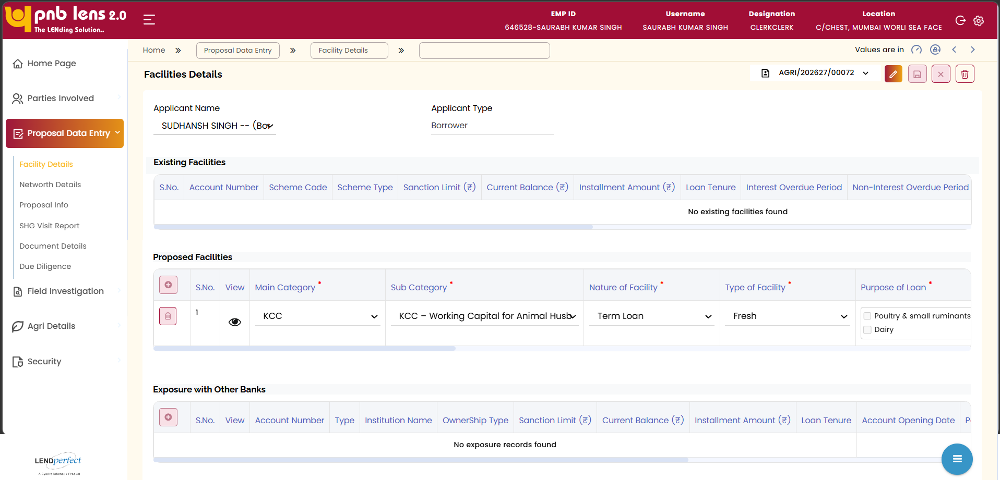 pnb lens 2.0
The LENding Solution..
EMP ID
646528-SAURABH KUMAR SINGH
Username
SAURABH KUMAR SINGH
Designation
CLERKCLERK
Location
C/CHEST, MUMBAI WORLI SEA FACE
Home » Proposal Data Entry » Facility Details »
Values are in
Home Page
Parties Involved
Proposal Data Entry
Facility Details
Networth Details
Proposal Info
SHG Visit Report
Document Details
Due Diligence
Field Investigation
Agri Details
Security
LENDperfect
A SysArc Infomatix Product
Facilities Details
AGRI/202627/00072
Applicant Name
SUDHANSH SINGH -- (Bor
Applicant Type
Borrower
Existing Facilities
S.No. Account Number Scheme Code Scheme Type Sanction Limit (₹) Current Balance (₹) Installment Amount (₹) Loan Tenure Interest Overdue Period Non-Interest Overdue Period
No existing facilities found
Proposed Facilities
S.No. View Main Category * Sub Category * Nature of Facility * Type of Facility * Purpose of Loan *
1 KCC KCC – Working Capital for Animal Husb Term Loan Fresh Poultry & small ruminants
Dairy
Exposure with Other Banks
S.No. View Account Number Type Institution Name OwnerShip Type Sanction Limit (₹) Current Balance (₹) Installment Amount (₹) Loan Tenure Account Opening Date P
No exposure records found